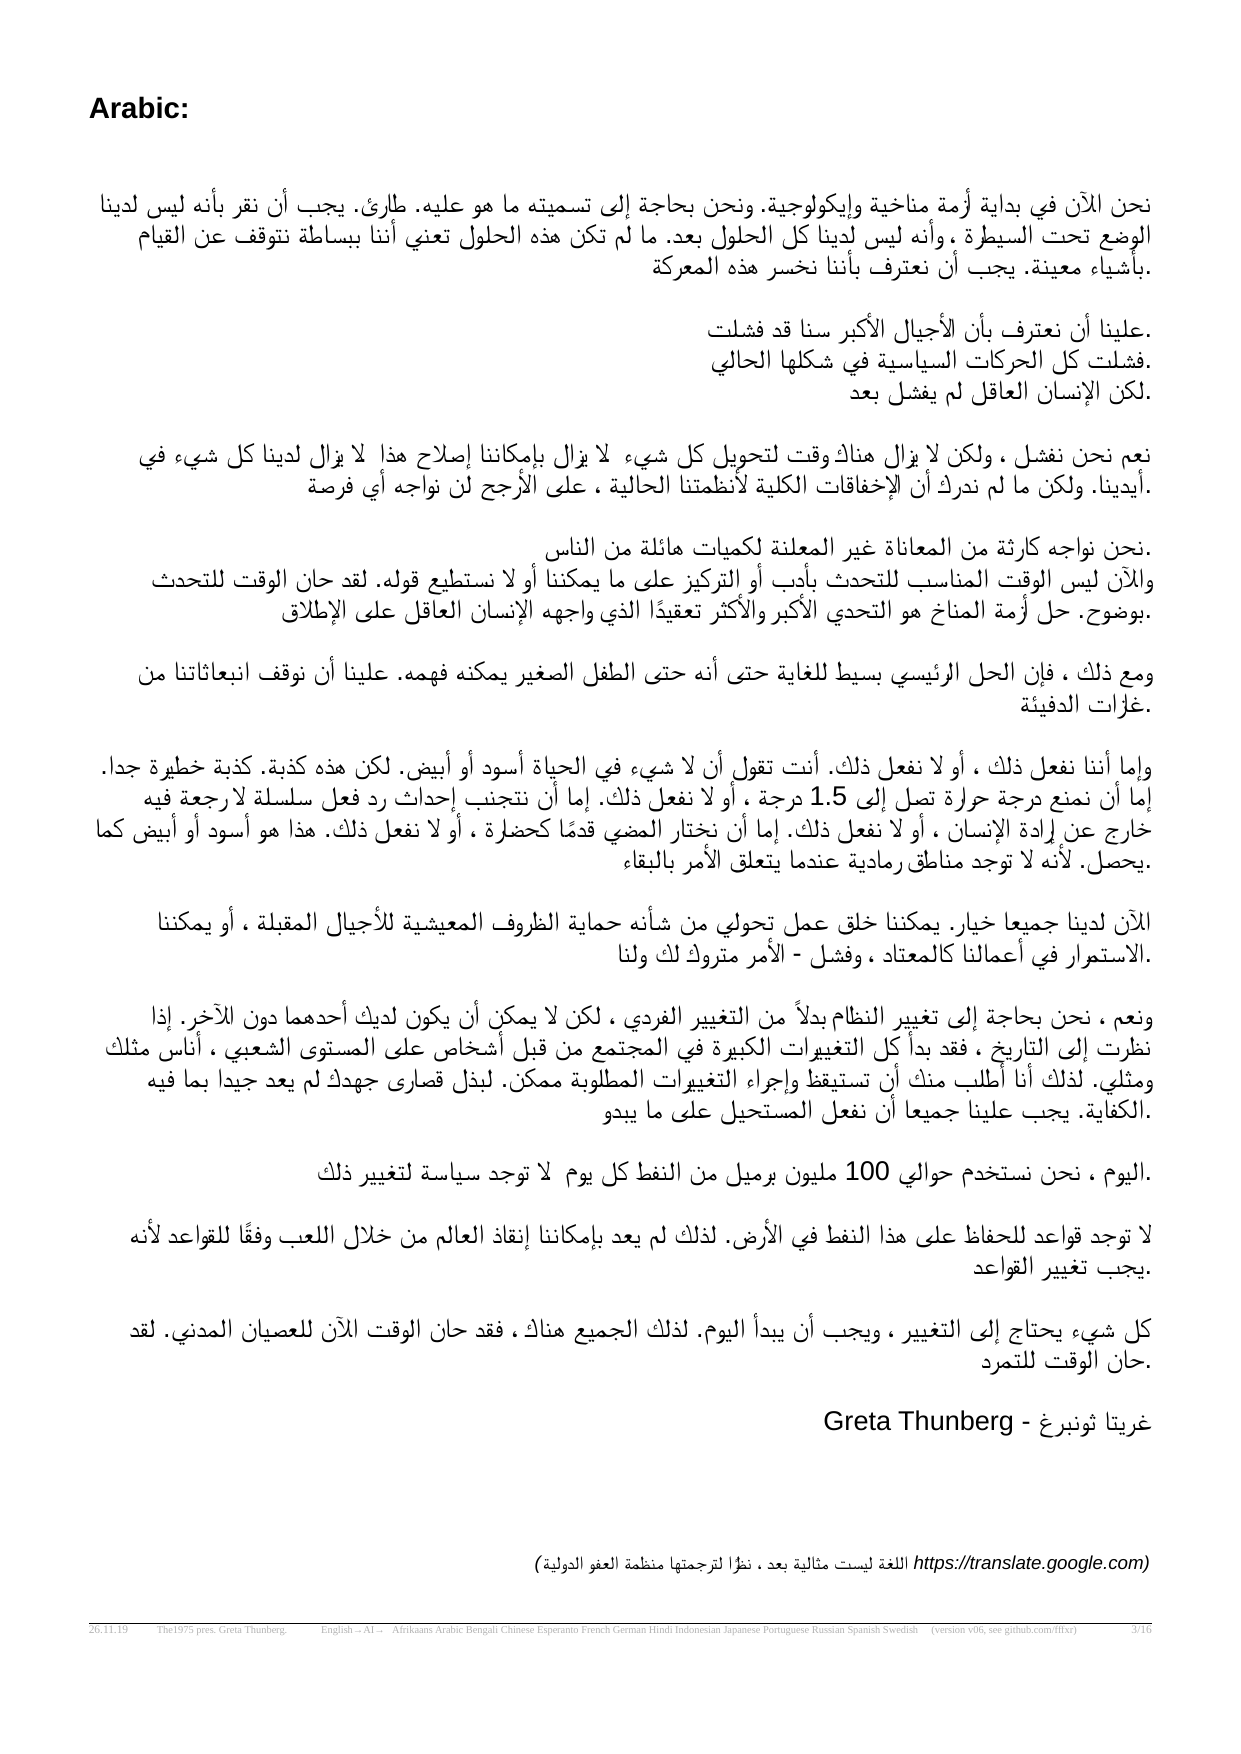 Arabic:
نحن الآن في بداية أزمة مناخية وإيكولوجية. ونحن بحاجة إلى تسميته ما هو عليه. طارئ. يجب أن نقر بأنه ليس لدينا
الوضع تحت السيطرة ، وأنه ليس لدينا كل الحلول بعد. ما لم تكن هذه الحلول تعني أننا ببساطة نتوقف عن القيام
بأشياء معينة. يجب أن نعترف بأننا نخسر هذه المعركة.
علينا أن نعترف بأن الأجيال الأكبر سنا قد فشلت.
فشلت كل الحركات السياسية في شكلها الحالي.
لكن الإنسان العاقل لم يفشل بعد.
نعم نحن نفشل ، ولكن لا يزال هناك وقت لتحويل كل شيء لا يزال بإمكاننا إصلاح هذا لا يزال لدينا كل شيء في
أيدينا. ولكن ما لم ندرك أن الإخفاقات الكلية لأنظمتنا الحالية ، على الأرجح لن نواجه أي فرصة.
نحن نواجه كارثة من المعاناة غير المعلنة لكميات هائلة من الناس.
والآن ليس الوقت المناسب للتحدث بأدب أو التركيز على ما يمكننا أو لا نستطيع قوله. لقد حان الوقت للتحدث
بوضوح. حل أزمة المناخ هو التحدي الأكبر والأكثر تعقيدًا الذي واجهه الإنسان العاقل على الإطلاق.
ومع ذلك ، فإن الحل الرئيسي بسيط للغاية حتى أنه حتى الطفل الصغير يمكنه فهمه. علينا أن نوقف انبعاثاتنا من
غازات الدفيئة.
وإما أننا نفعل ذلك ، أو لا نفعل ذلك. أنت تقول أن لا شيء في الحياة أسود أو أبيض. لكن هذه كذبة. كذبة خطيرة جدا.
إما أن نمنع درجة حرارة تصل إلى 1.5 درجة ، أو لا نفعل ذلك. إما أن نتجنب إحداث رد فعل سلسلة لا رجعة فيه
خارج عن إرادة الإنسان ، أو لا نفعل ذلك. إما أن نختار المضي قدمًا كحضارة ، أو لا نفعل ذلك. هذا هو أسود أو أبيض كما
يحصل. لأنه لا توجد مناطق رمادية عندما يتعلق الأمر بالبقاء.
الآن لدينا جميعا خيار. يمكننا خلق عمل تحولي من شأنه حماية الظروف المعيشية للأجيال المقبلة ، أو يمكننا
الاستمرار في أعمالنا كالمعتاد ، وفشل - الأمر متروك لك ولنا.
ونعم ، نحن بحاجة إلى تغيير النظام بدلاً من التغيير الفردي ، لكن لا يمكن أن يكون لديك أحدهما دون الآخر. إذا
نظرت إلى التاريخ ، فقد بدأ كل التغييرات الكبيرة في المجتمع من قبل أشخاص على المستوى الشعبي ، أناس مثلك
ومثلي. لذلك أنا أطلب منك أن تستيقظ وإجراء التغييرات المطلوبة ممكن. لبذل قصارى جهدك لم يعد جيدا بما فيه
الكفاية. يجب علينا جميعا أن نفعل المستحيل على ما يبدو.
اليوم ، نحن نستخدم حوالي 100 مليون برميل من النفط كل يوم لا توجد سياسة لتغيير ذلك.
لا توجد قواعد للحفاظ على هذا النفط في الأرض. لذلك لم يعد بإمكاننا إنقاذ العالم من خلال اللعب وفقًا للقواعد لأنه
يجب تغيير القواعد.
كل شيء يحتاج إلى التغيير ، ويجب أن يبدأ اليوم. لذلك الجميع هناك ، فقد حان الوقت الآن للعصيان المدني. لقد
حان الوقت للتمرد.
غريتا ثونبرغ - Greta Thunberg
(اللغة ليست مثالية بعد ، نظرًا لترجمتها منظمة العفو الدولية https://translate.google.com)
26.11.19 The1975 pres. Greta Thunberg. English→AI→ Afrikaans Arabic Bengali Chinese Esperanto French German Hindi Indonesian Japanese Portuguese Russian Spanish Swedish (version v06, see github.com/fffxr) 3/16